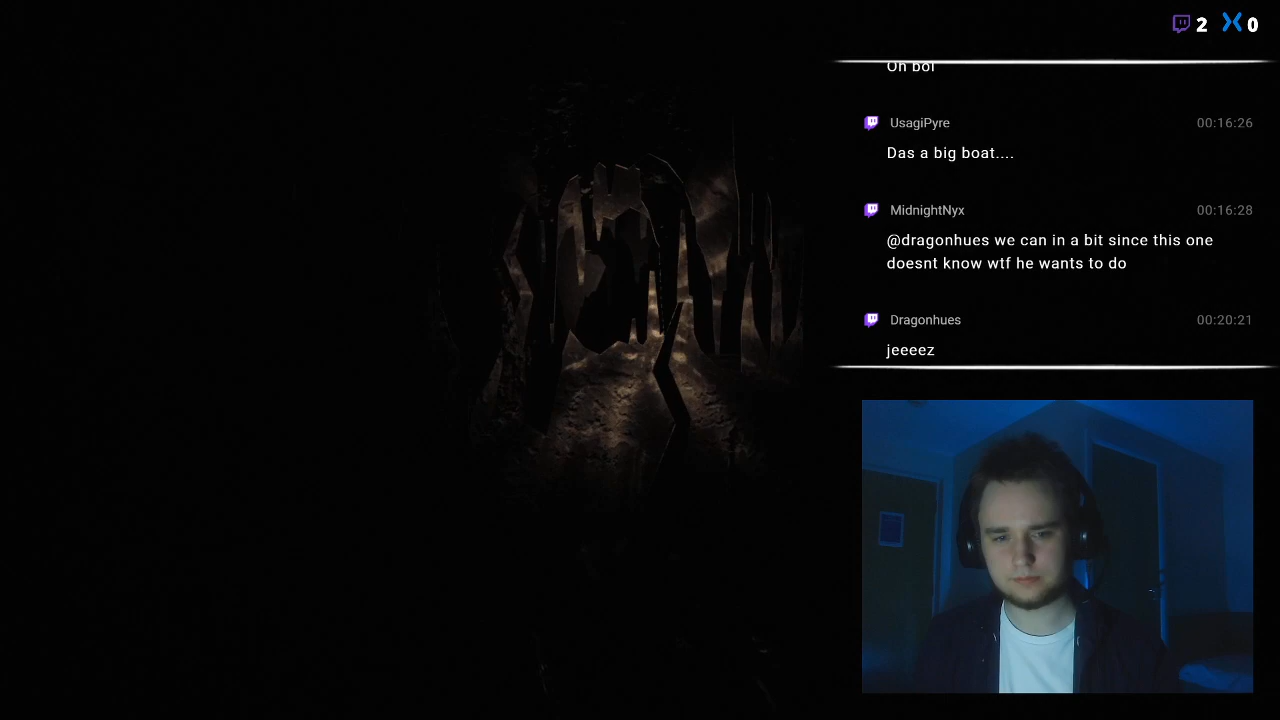 2 0
Oh boi
UsagiPyre 00:16:26
Das a big boat....
MidnightNyx 00:16:28
@dragonhues we can in a bit since this one
doesnt know wtf he wants to do
Dragonhues 00:20:21
jeeeez